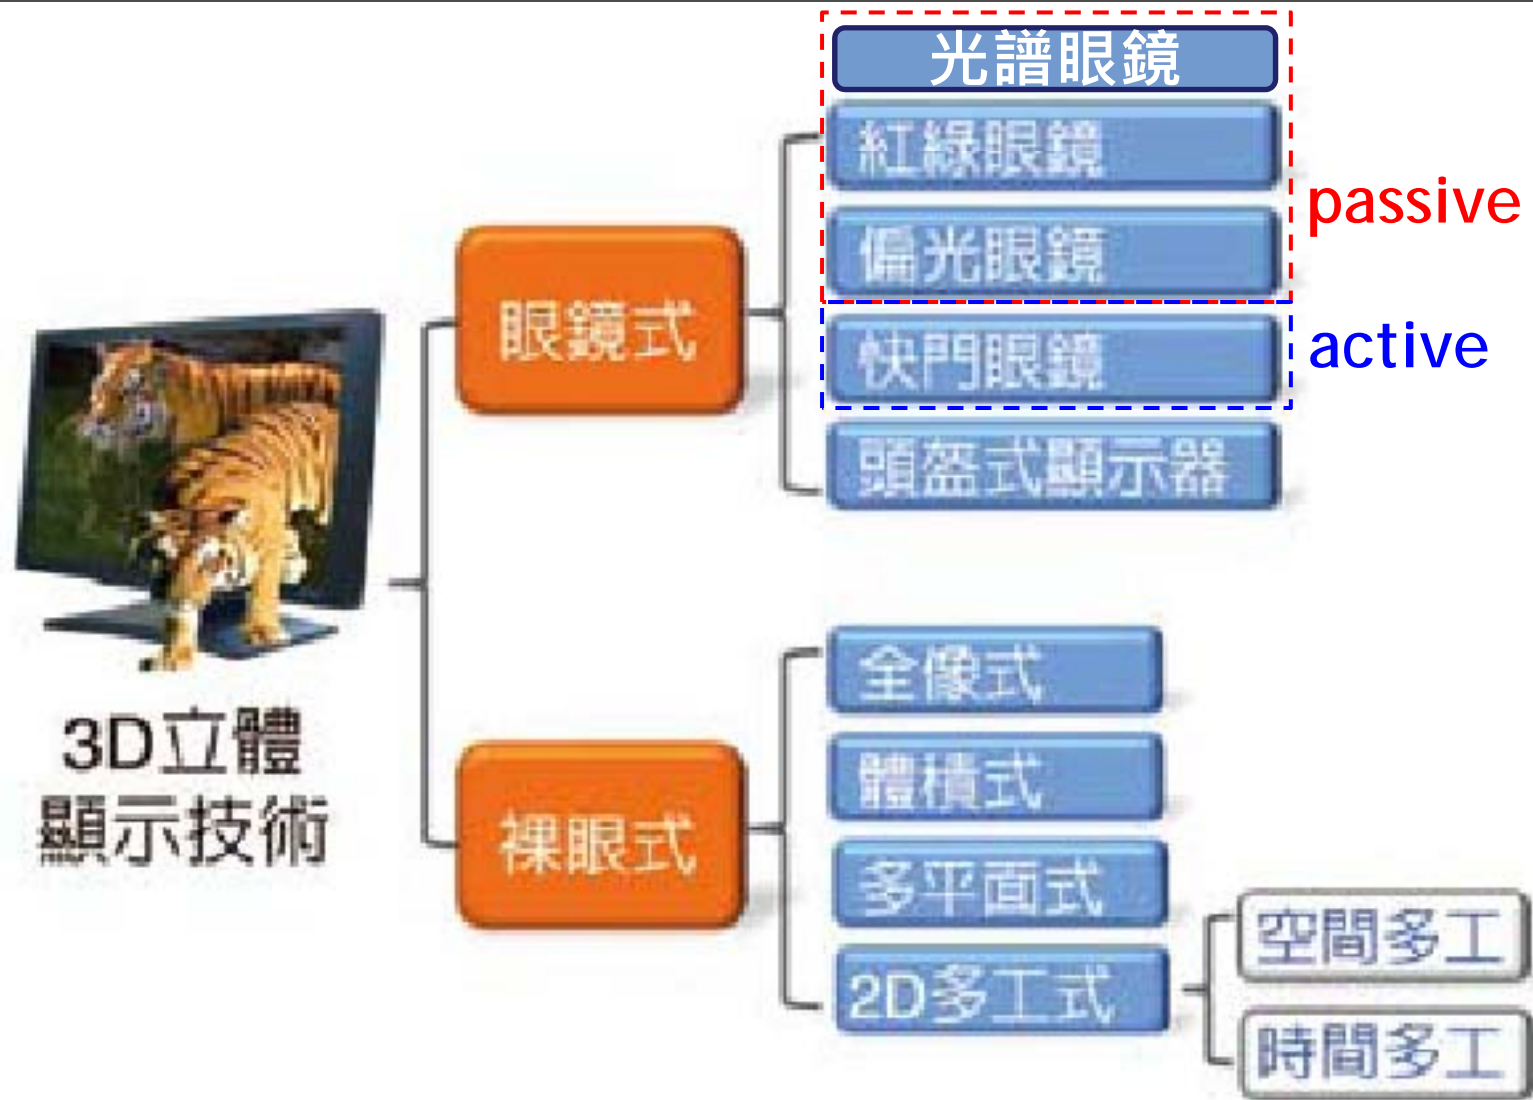 光譜眼鏡
紅綠眼鏡
偏光眼鏡
passive
眼鏡式
快門眼鏡
active
頭盔式顯示器
3D立體
顯示技術
全像式
體積式
裸眼式
多平面式
2D多工式
空間多工
時間多工